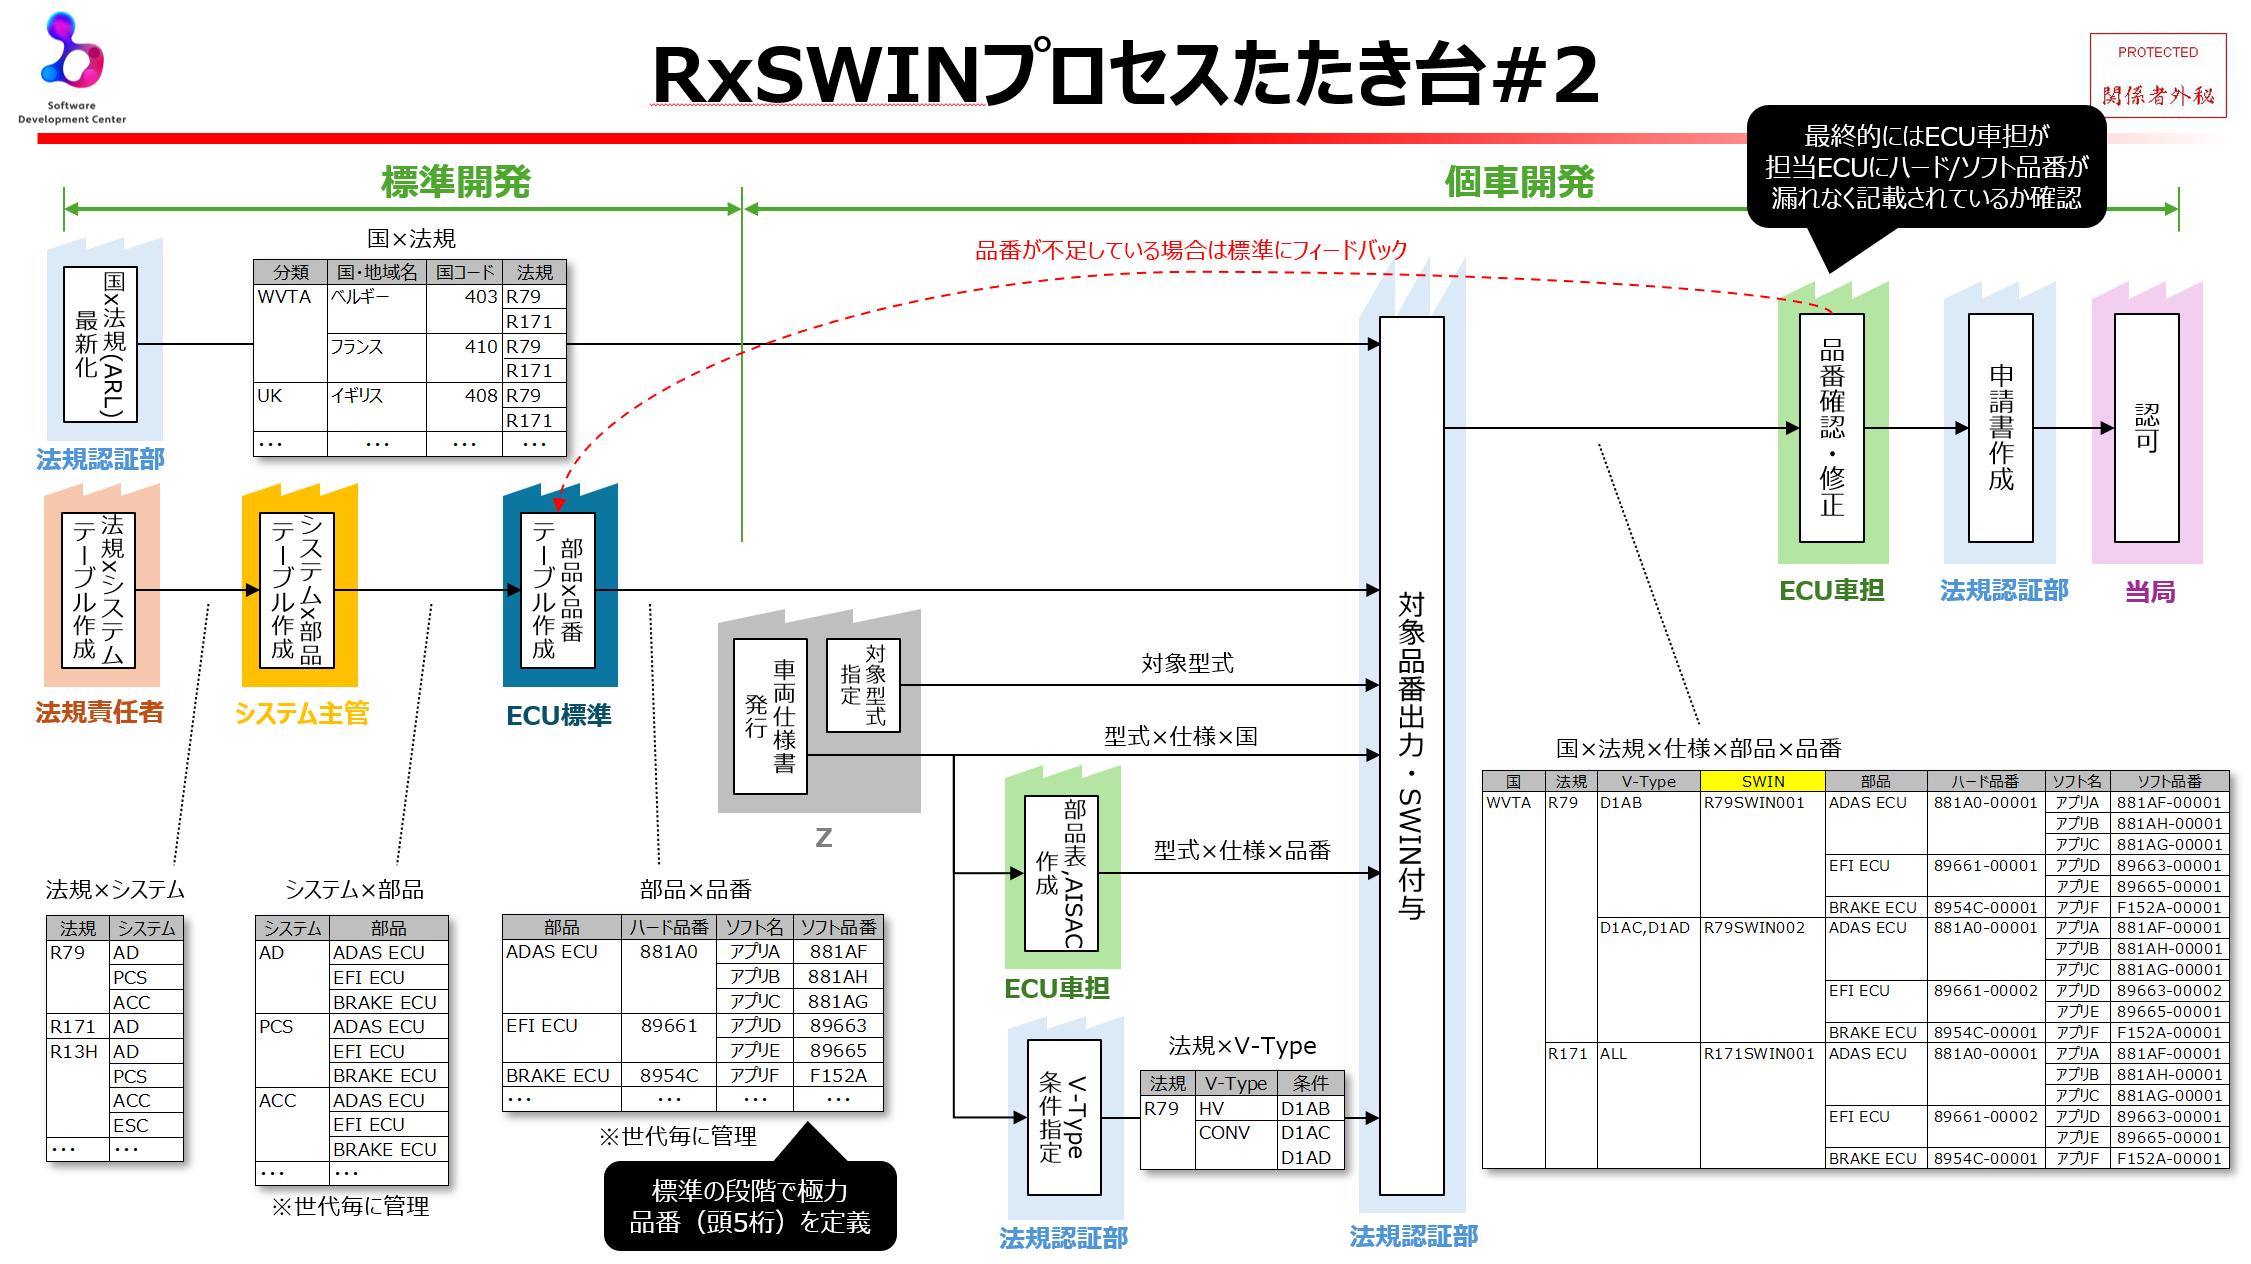 Software
Development Center
RxSWINプロセスたたき台#2
PROTECTED
関係者外秘
最終的にはECU車担が
担当ECUにハード/ソフト品番が
漏れなく記載されているか確認
標準開発
個車開発
品番が不足している場合は標準にフィードバック
国x法規(ARL)
最新化
法規認証部
国×法規
分類 国・地域名 国コード 法規
WVTA ベルギー 403 R79
R171
フランス 410 R79
R171
UK イギリス 408 R79
R171
・・・ ・・・ ・・・ ・・・
法規xシステム
テーブル作成
法規責任者
システムx部品
テーブル作成
システム主管
部品x品番
テーブル作成
ECU標準
車両仕様書
発行
対象型式
指定
Z
対象型式
型式×仕様×国
部品表,AISAC
作成
ECU車担
型式×仕様×品番
V-Type
条件指定
法規認証部
法規×V-Type
法規 V-Type 条件
R79 HV D1AB
CONV D1AC
D1AD
対象品番出力・SWIN付与
法規認証部
品番確認・修正
ECU車担
申請書作成
法規認証部
認可
当局
法規×システム
法規 システム
R79 AD
PCS
ACC
R171 AD
R13H AD
PCS
ACC
ESC
・・・ ・・・
システム×部品
システム 部品
AD ADAS ECU
EFI ECU
BRAKE ECU
PCS ADAS ECU
EFI ECU
BRAKE ECU
ACC ADAS ECU
EFI ECU
BRAKE ECU
・・・ ・・・
※世代毎に管理
部品×品番
部品 ハード品番 ソフト名 ソフト品番
ADAS ECU 881A0 アプリA 881AF
アプリB 881AH
アプリC 881AG
EFI ECU 89661 アプリD 89663
アプリE 89665
BRAKE ECU 8954C アプリF F152A
・・・ ・・・ ・・・ ・・・
※世代毎に管理
標準の段階で極力
品番（頭5桁）を定義
国×法規×仕様×部品×品番
国 法規 V-Type SWIN 部品 ハード品番 ソフト名 ソフト品番
WVTA R79 D1AB R79SWIN001 ADAS ECU 881A0-00001 アプリA 881AF-00001
アプリB 881AH-00001
アプリC 881AG-00001
EFI ECU 89661-00001 アプリD 89663-00001
アプリE 89665-00001
BRAKE ECU 8954C-00001 アプリF F152A-00001
D1AC,D1AD R79SWIN002 ADAS ECU 881A0-00001 アプリA 881AF-00001
アプリB 881AH-00001
アプリC 881AG-00001
EFI ECU 89661-00002 アプリD 89663-00002
アプリE 89665-00001
BRAKE ECU 8954C-00001 アプリF F152A-00001
R171 ALL R171SWIN001 ADAS ECU 881A0-00001 アプリA 881AF-00001
アプリB 881AH-00001
アプリC 881AG-00001
EFI ECU 89661-00002 アプリD 89663-00001
アプリE 89665-00001
BRAKE ECU 8954C-00001 アプリF F152A-00001